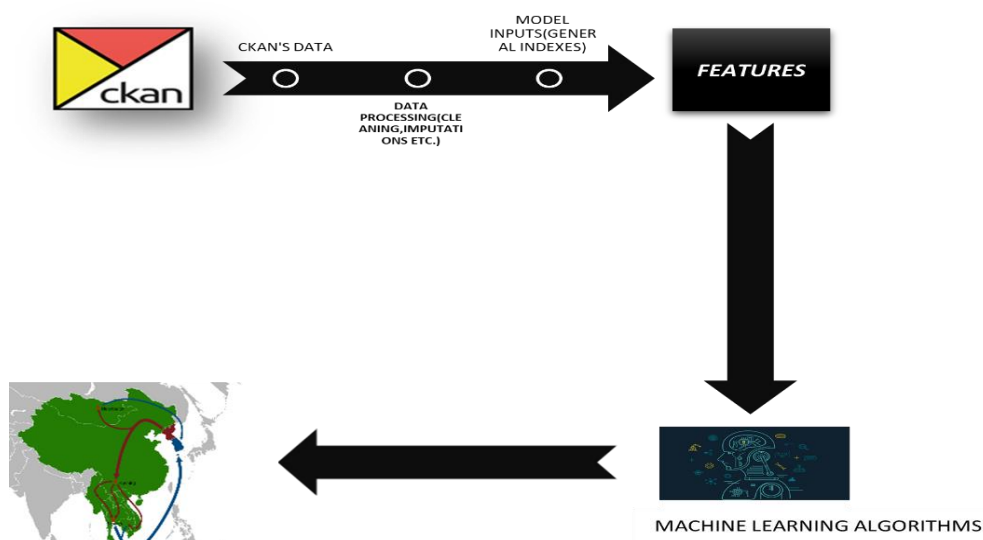 ckan
CKAN'S DATA
DATA
PROCESSING(CLE
ANING,IMPUTATI
ONS ETC.)
MODEL
INPUTS(GENER
AL INDEXES)
FEATURES
MACHINE LEARNING ALGORITHMS